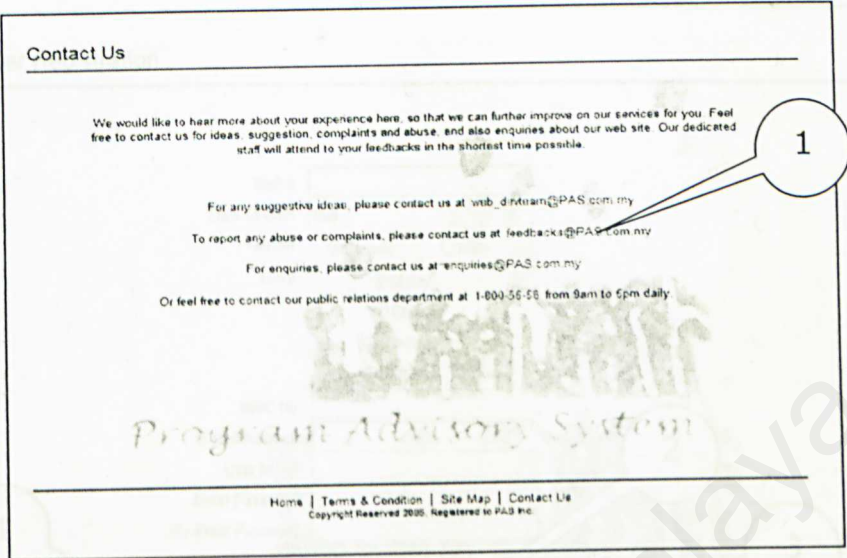 Contact Us
We would like to hear more about your experience here, so that we can further improve on our services for you. Feel
free to contact us for ideas, suggestion, complaints and abuse, and also enquiries about our web site. Our dedicated
staff will attend to your feedbacks in the shortest time possible.
1
For any suggestive ideas, please contact us at
To report any abuse or complaints, please contact us at feedbacks@PAS.com.my
For enquiries, please contact us at enquiries@PAS.com.my
Or feel free to contact our public relations department at from 9am to daily
Program Advisory System
Home | Terms & Condition | Site Map | Contact Us
Copyright Reserved 2005. Registered to PAS Inc.